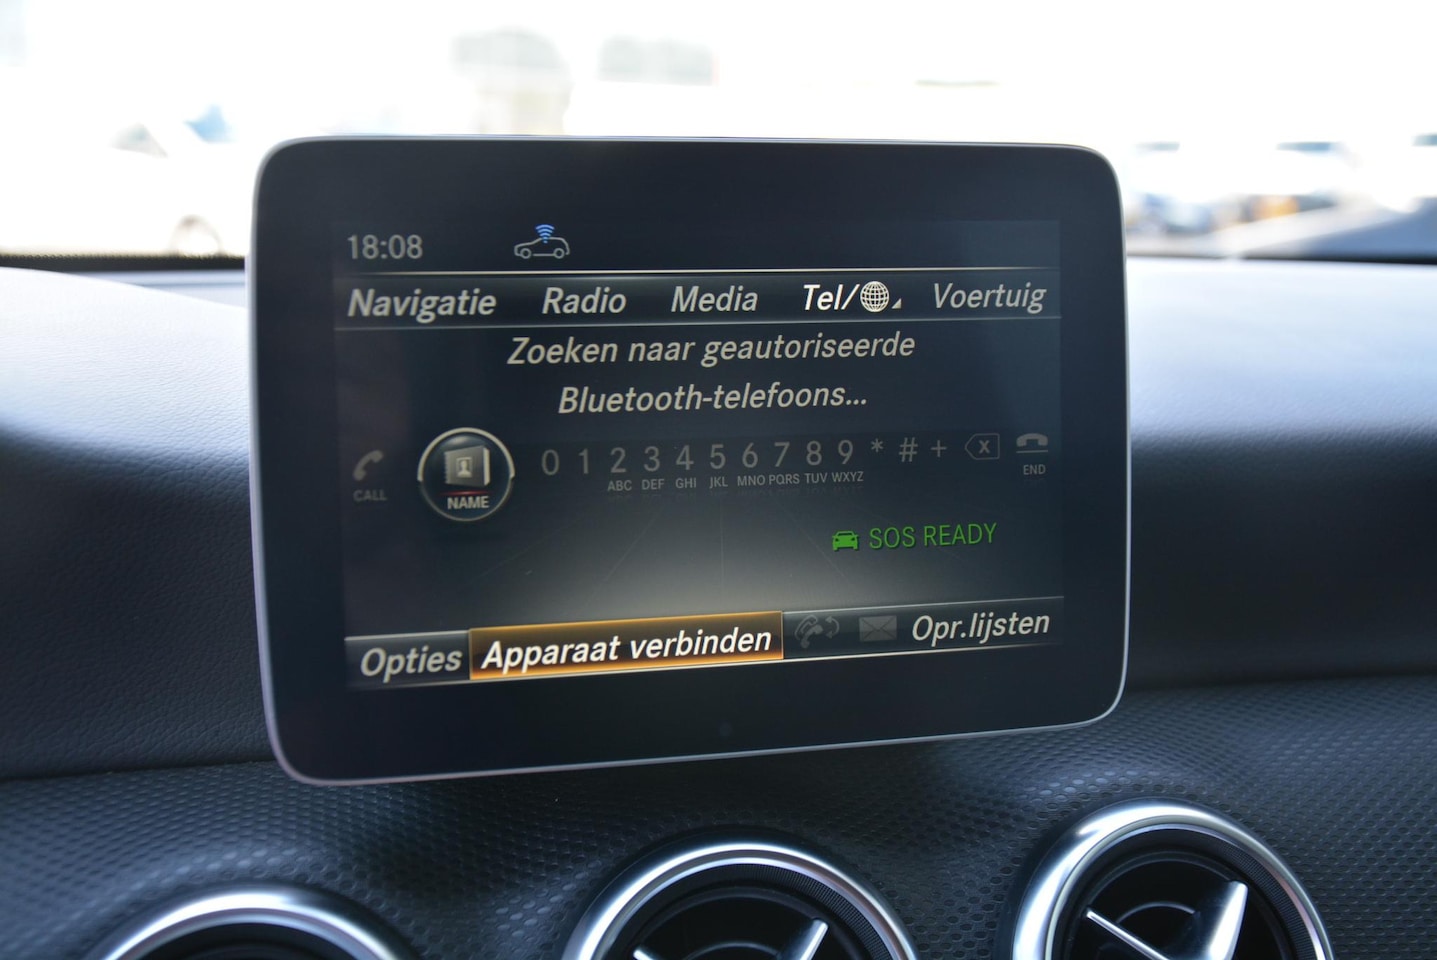 18:08
Navigatie Radio Media Tel/ Voertuig
Zoeken naar geautoriseerde
Bluetooth-telefoons...
0 1 2 3 4 5 6 7 8 9 * # + X
ABC DEF GHI JKL MNO PQRS TUV WXYZ
CALL NAME END
SOS READY
Opties Apparaat verbinden Opr.lijsten